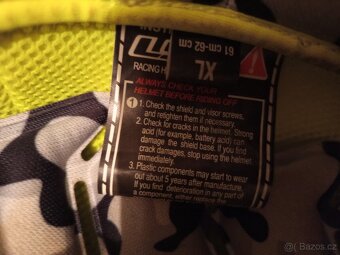 INST
61 cm-62 cm
XL
RACING H
ALWAYS CHECK YOUR
HELMET BEFORE RIDING OFF
1 1. Check the shield and visor screws,
and retighten them if necessary.
2. Check for cracks in the helmet. Strong
acid (for example, battery acid) can
damage the shield base. If you find
crack damages, stop using the helmet
immediately.
3. Plastic components may start to wear
out about 5 years after manufacture.
If you find deterioration in any part of
a component, either replace the
© Bazos.cz